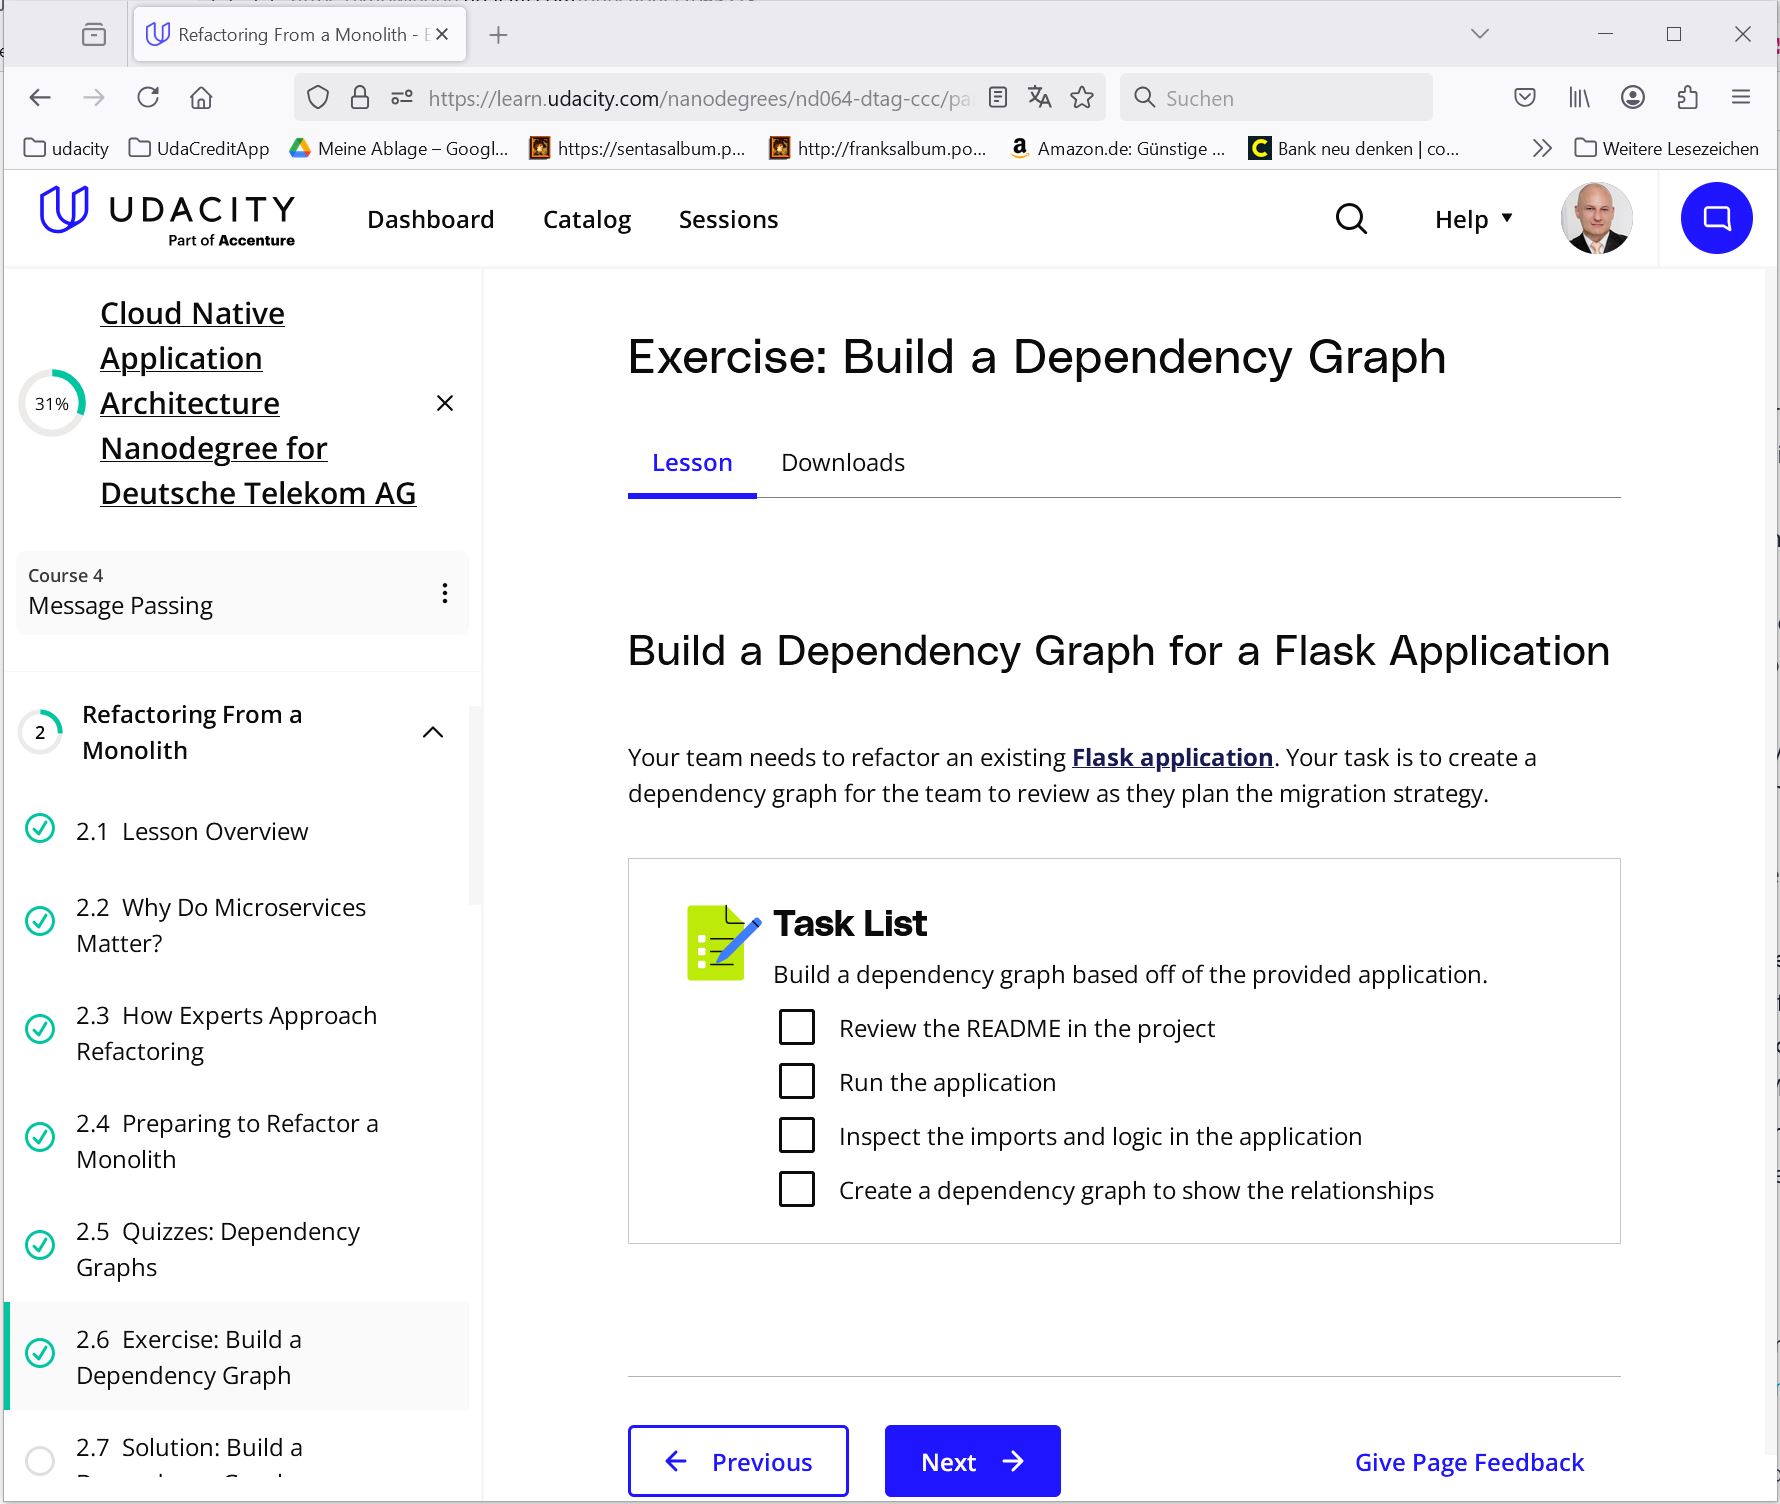 Refactoring From a Monolith - E
https://learn.udacity.com/nanodegrees/nd064-dtag-ccc/pa
Suchen
udacity
UdaCreditApp
Meine Ablage – Googl...
https://sentasalbum.p...
http://franksalbum.po...
Amazon.de: Günstige ...
Bank neu denken | co...
Weitere Lesezeichen
UDACITY
Part of Accenture
Dashboard
Catalog
Sessions
Help
31%
Cloud Native
Application
Architecture
Nanodegree for
Deutsche Telekom AG
Course 4
Message Passing
2
Refactoring From a
Monolith
2.1 Lesson Overview
2.2 Why Do Microservices
Matter?
2.3 How Experts Approach
Refactoring
2.4 Preparing to Refactor a
Monolith
2.5 Quizzes: Dependency
Graphs
2.6 Exercise: Build a
Dependency Graph
2.7 Solution: Build a
Exercise: Build a Dependency Graph
Lesson
Downloads
Build a Dependency Graph for a Flask Application
Your team needs to refactor an existing Flask application. Your task is to create a
dependency graph for the team to review as they plan the migration strategy.
Task List
Build a dependency graph based off of the provided application.
Review the README in the project
Run the application
Inspect the imports and logic in the application
Create a dependency graph to show the relationships
Previous
Next
Give Page Feedback